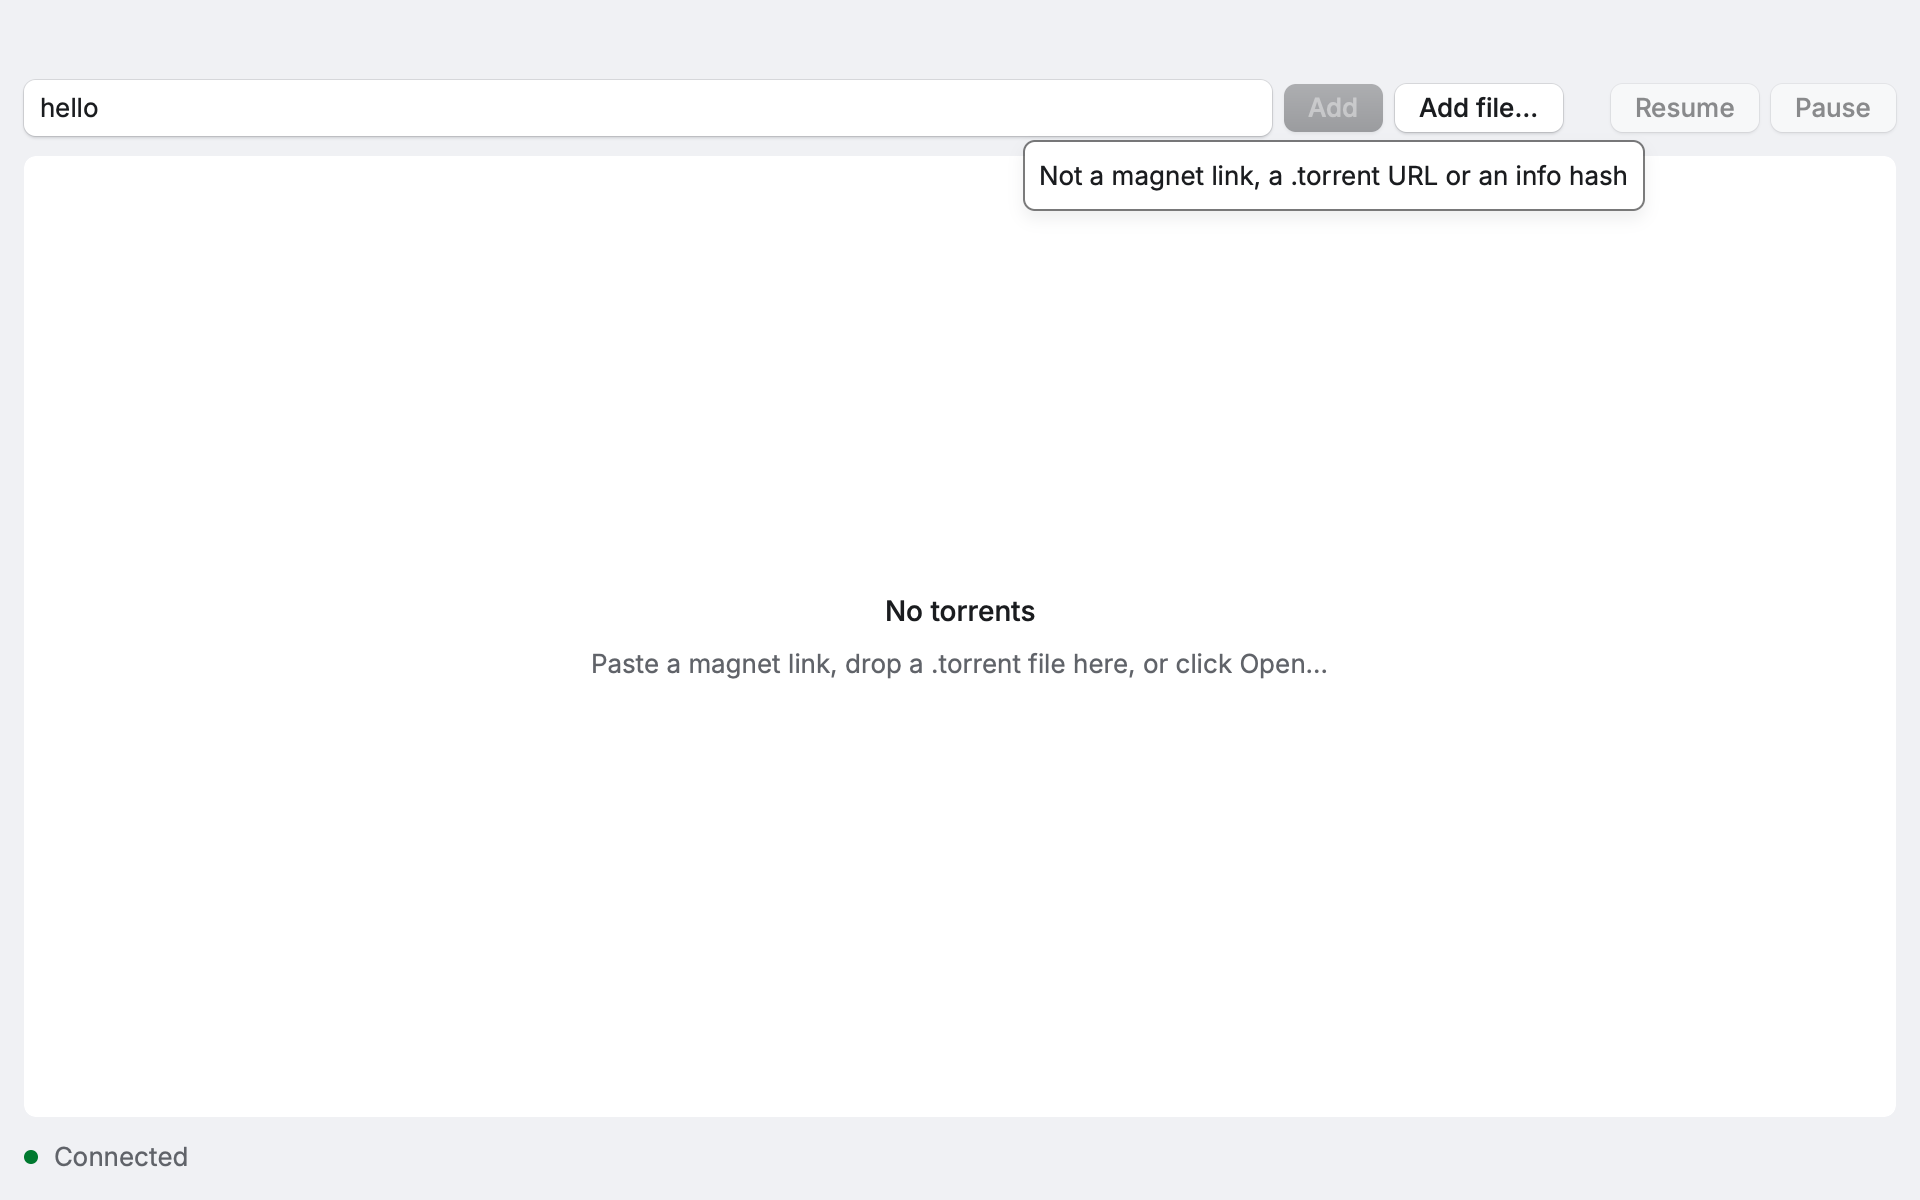 hello
Add
Add file...
Resume
Pause
Not a magnet link, a .torrent URL or an info hash
No torrents
Paste a magnet link, drop a .torrent file here, or click Open...
Connected